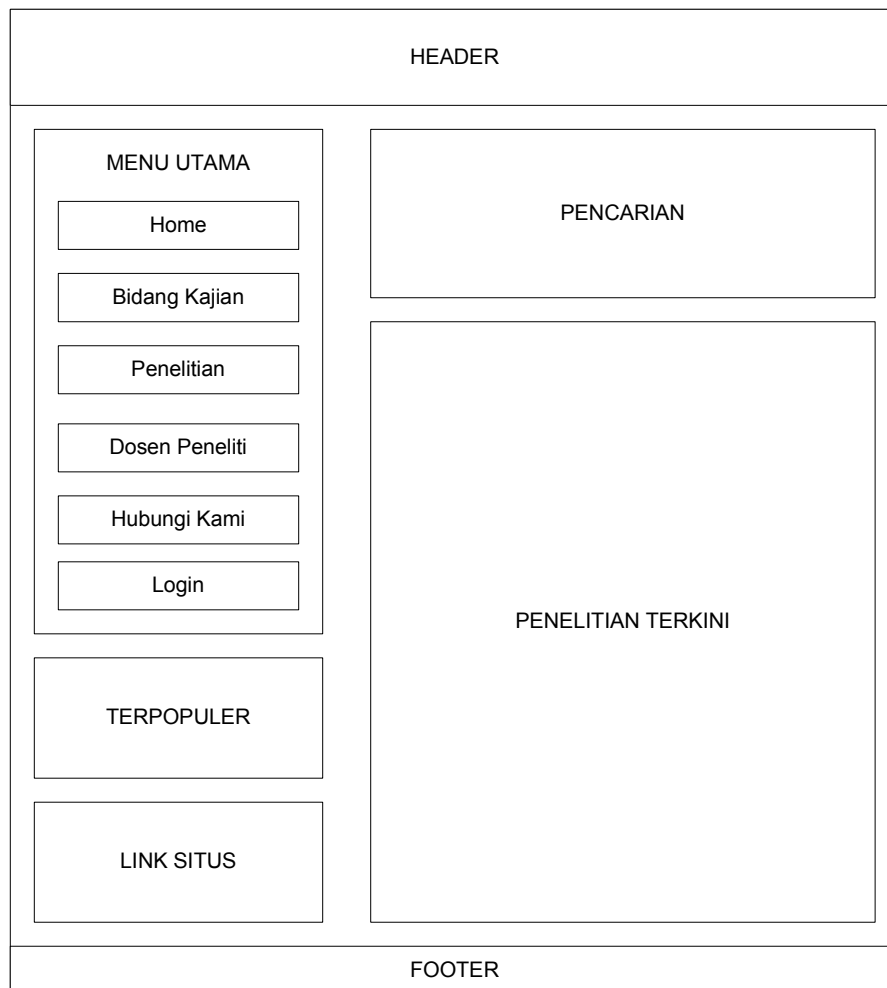 HEADER
MENU UTAMA
Home
Bidang Kajian
Penelitian
Dosen Peneliti
Hubungi Kami
Login
TERPOPULER
LINK SITUS
PENCARIAN
PENELITIAN TERKINI
FOOTER